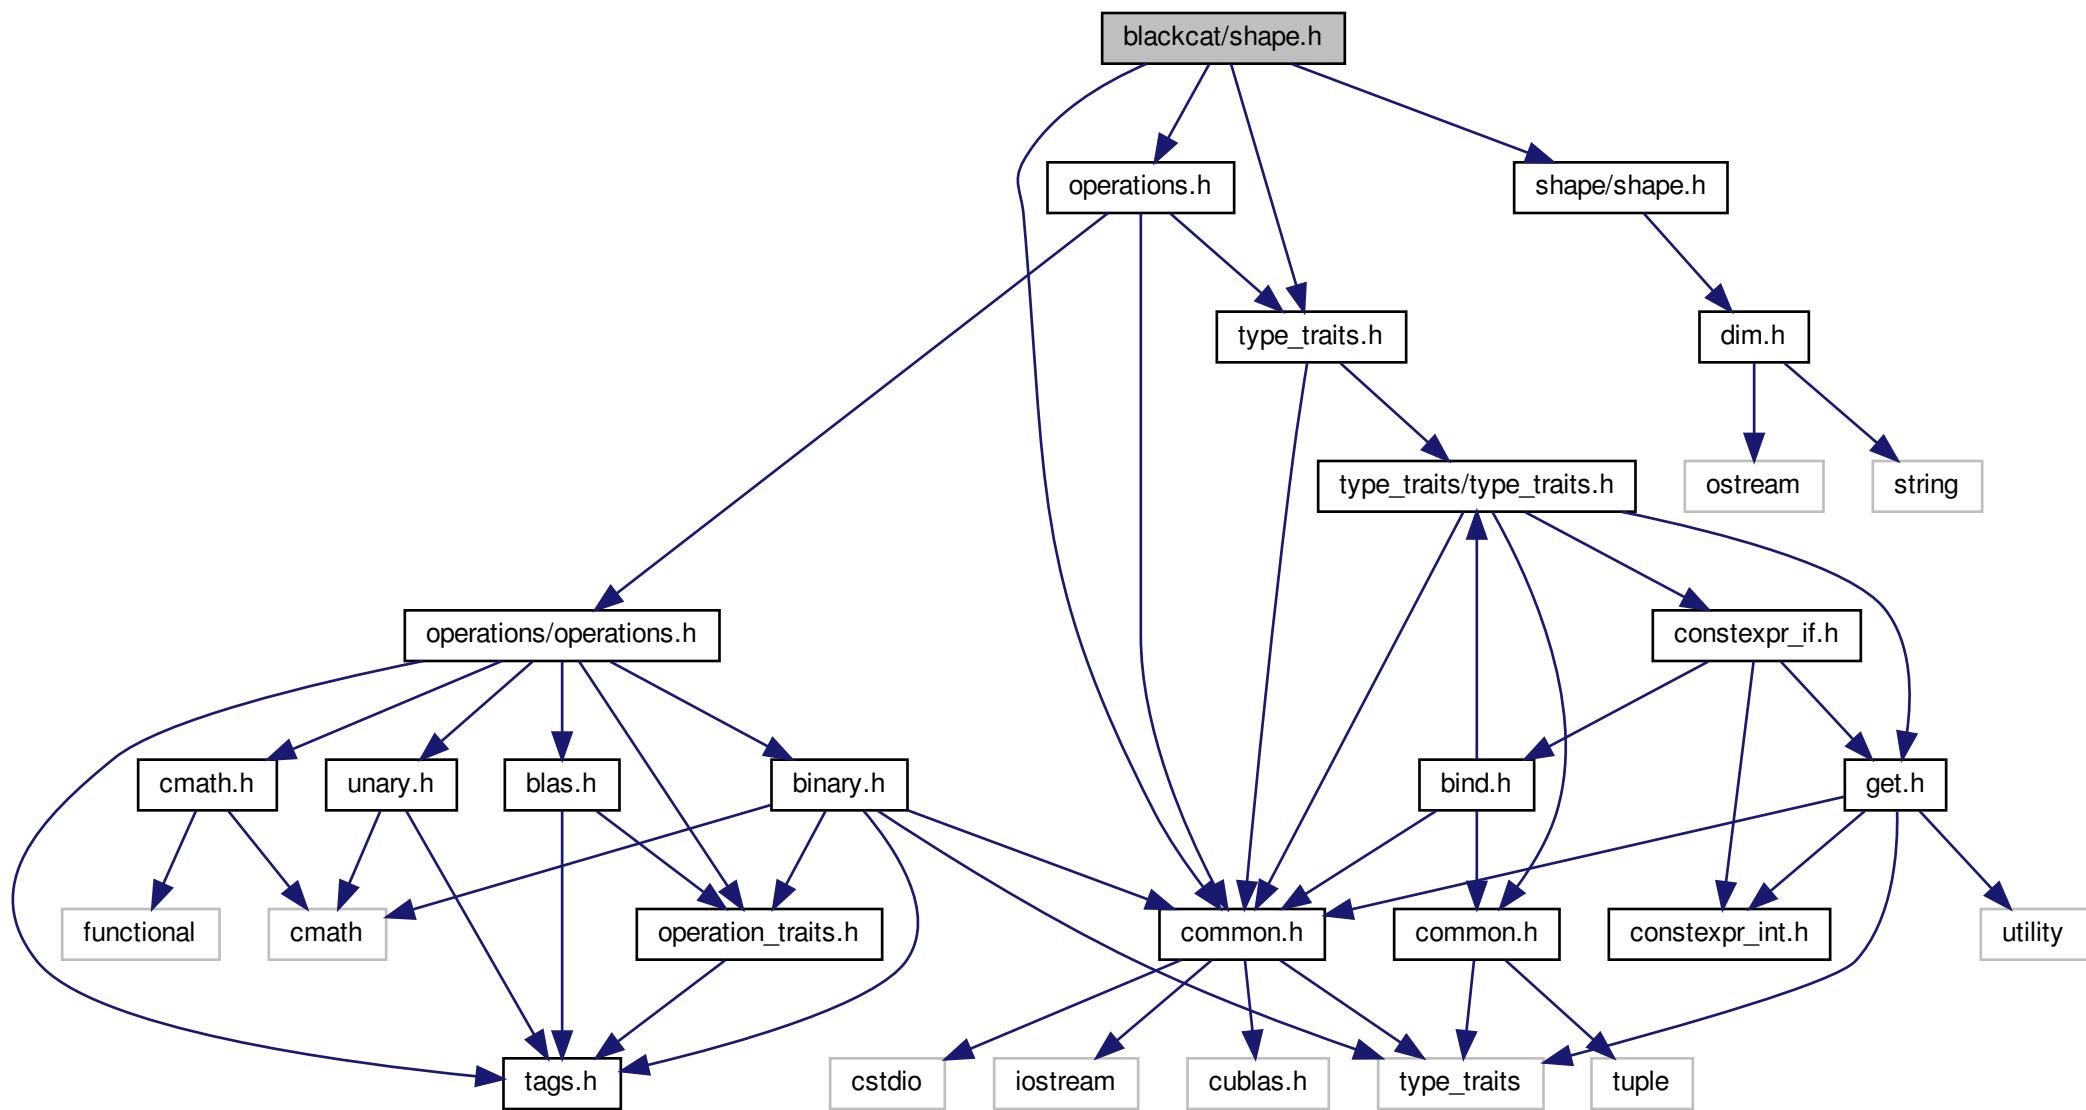 blackcat/shape.h
operations.h
shape/shape.h
type_traits.h
dim.h
type_traits/type_traits.h
ostream
string
operations/operations.h
constexpr_if.h
cmath.h
unary.h
blas.h
binary.h
bind.h
get.h
functional
cmath
operation_traits.h
common.h
common.h
constexpr_int.h
utility
tags.h
cstdio
iostream
cublas.h
type_traits
tuple